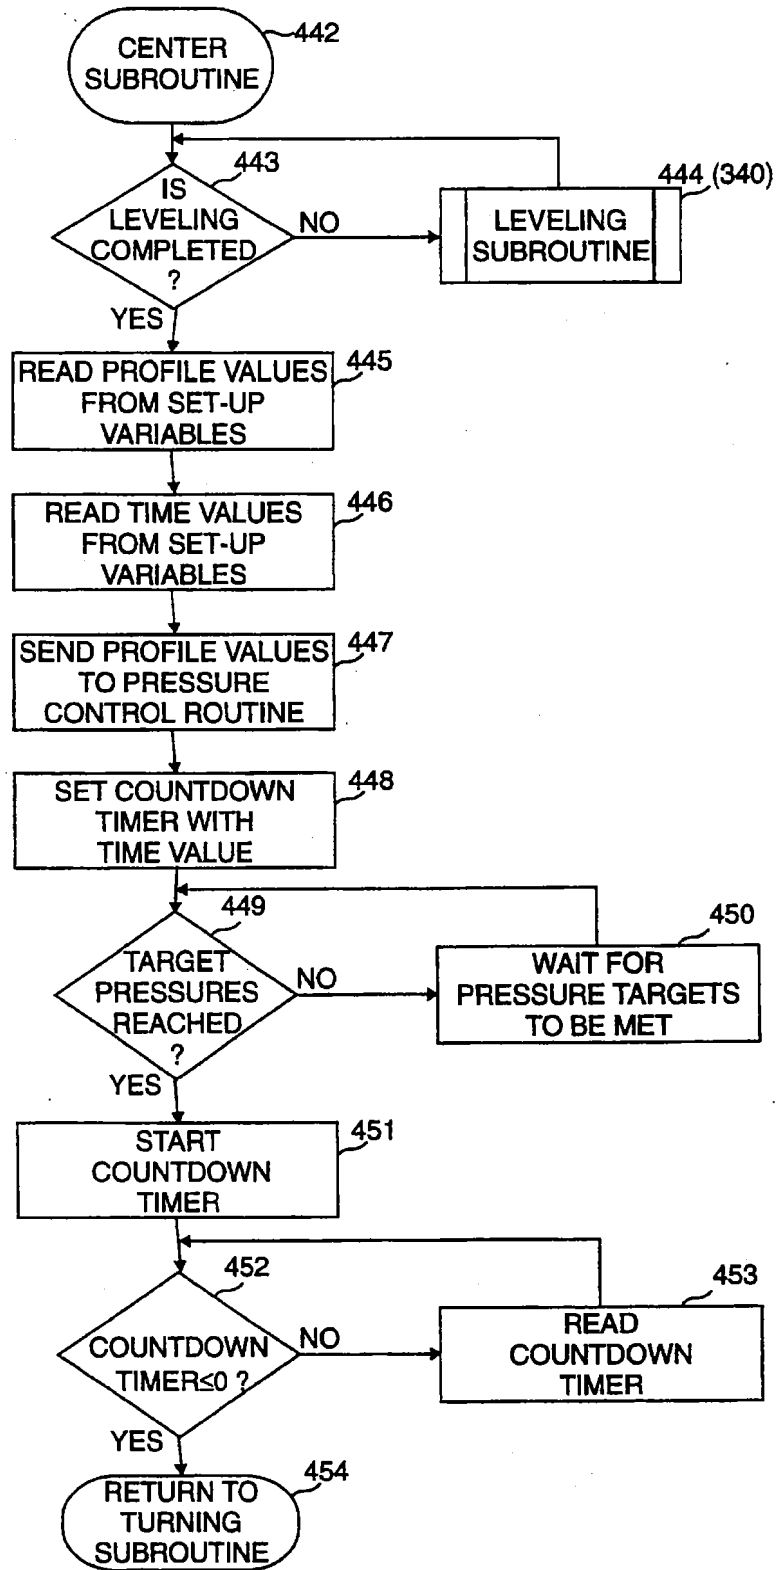 CENTER
SUBROUTINE
442
443
IS
LEVELING
COMPLETED
?
NO
444 (340)
LEVELING
SUBROUTINE
YES
READ PROFILE VALUES
FROM SET-UP
VARIABLES
445
READ TIME VALUES
FROM SET-UP
VARIABLES
446
SEND PROFILE VALUES
TO PRESSURE
CONTROL ROUTINE
447
SET COUNTDOWN
TIMER WITH
TIME VALUE
448
449
TARGET
PRESSURES
REACHED
?
NO
450
WAIT FOR
PRESSURE TARGETS
TO BE MET
YES
START
COUNTDOWN
TIMER
451
452
COUNTDOWN
TIMER≤0 ?
NO
453
READ
COUNTDOWN
TIMER
YES
454
RETURN TO
TURNING
SUBROUTINE